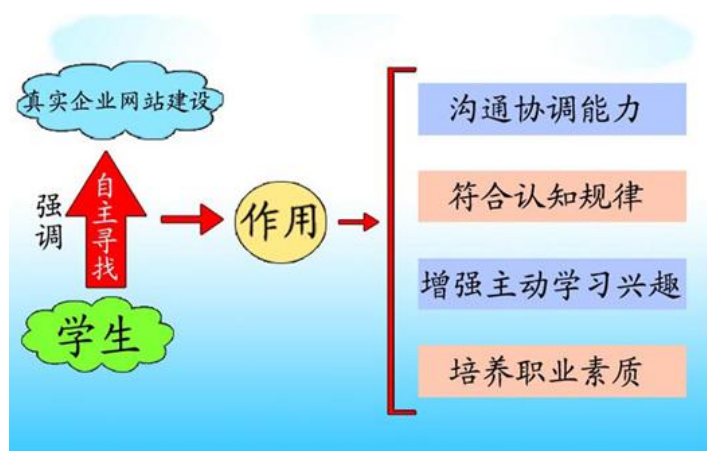 真实企业网站建设
强调
自主寻找
学生
作用
沟通协调能力
符合认知规律
增强主动学习兴趣
培养职业素质